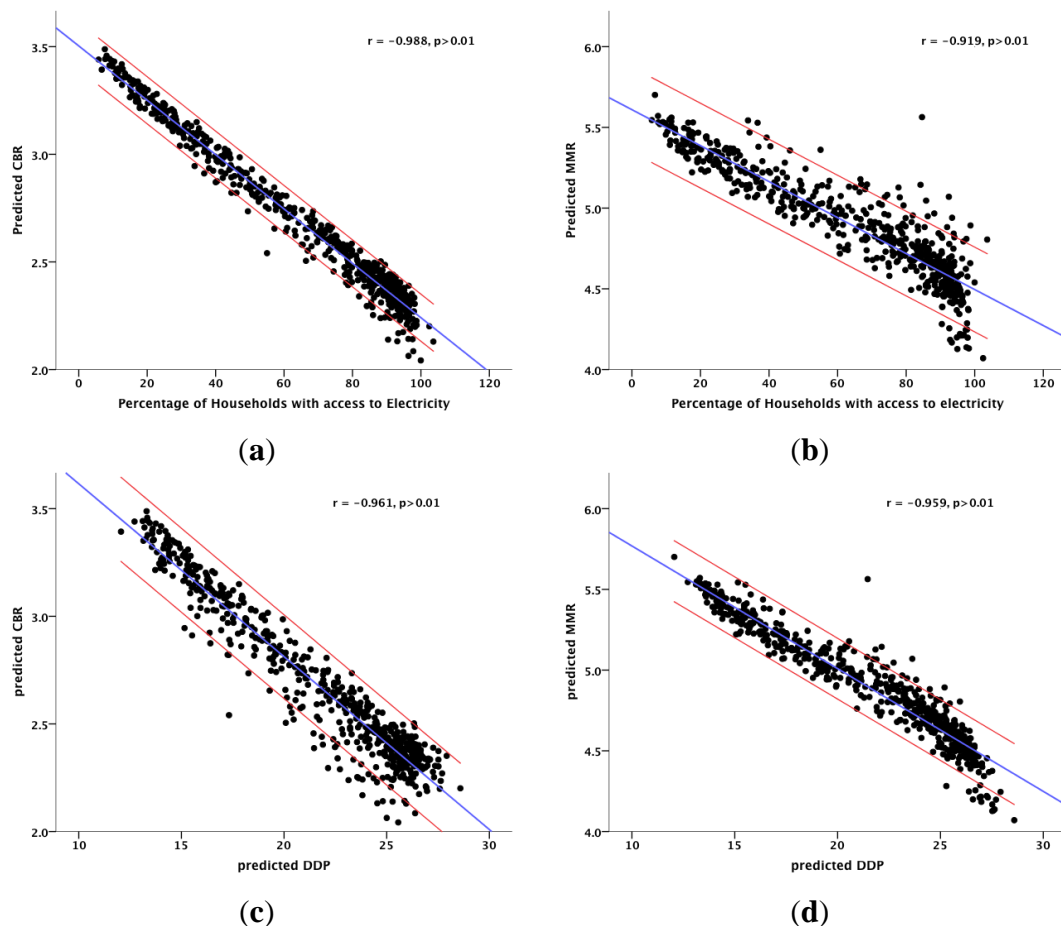 r = −0.988, p>0.01
3.5
3.0
2.5
2.0
Predicted CBR
0 20 40 60 80 100 120
Percentage of Households with access to Electricity
(a)
r = −0.919, p>0.01
6.0
5.5
5.0
4.5
4.0
Predicted MMR
0 20 40 60 80 100 120
Percentage of Households with access to electricity
(b)
r = −0.961, p>0.01
3.5
3.0
2.5
2.0
predicted CBR
10 15 20 25 30
predicted DDP
(c)
r = −0.959, p>0.01
6.0
5.5
5.0
4.5
4.0
predicted MMR
10 15 20 25 30
predicted DDP
(d)